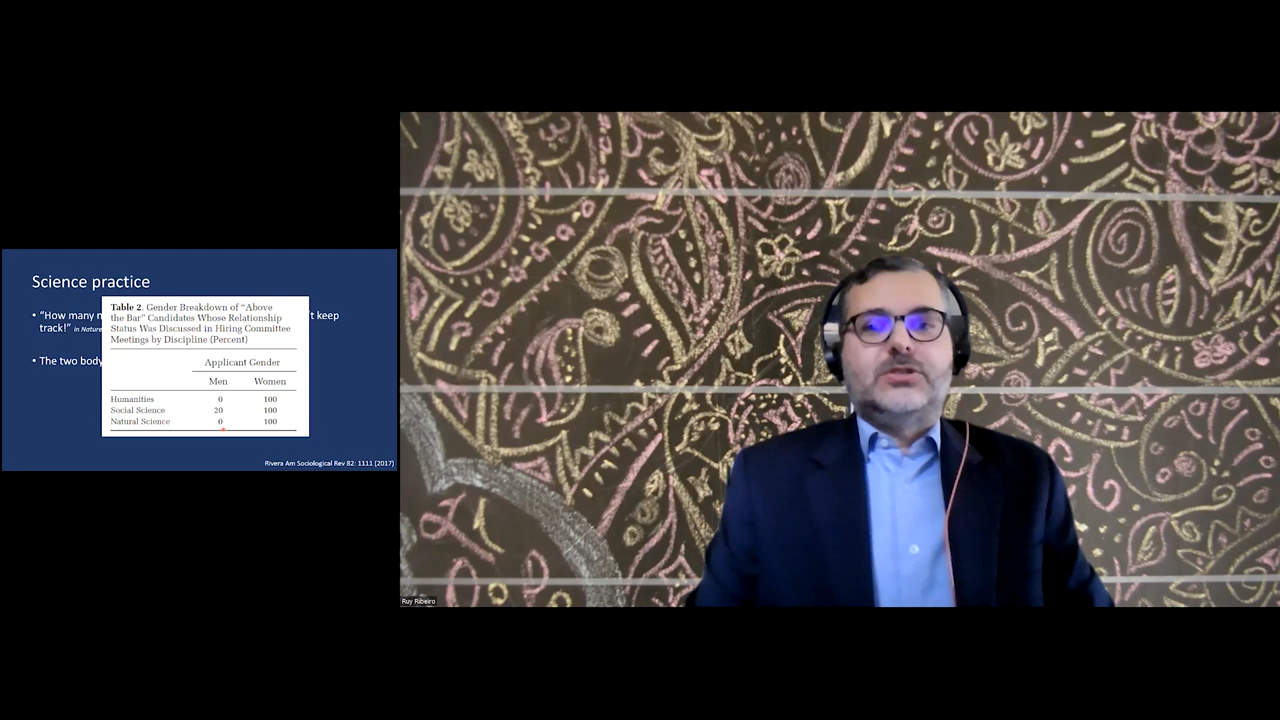 Science practice
• “How many n
't keep
track!” in Nature
• The two body
Table 2. Gender Breakdown of “Above
the Bar” Candidates Whose Relationship
Status Was Discussed in Hiring Committee
Meetings by Discipline (Percent)
Applicant Gender
Men Women
Humanities 0 100
Social Science 20 100
Natural Science 0 100
Rivera Am Sociological Rev 82: 1111 (2017)
Ruy Ribeiro